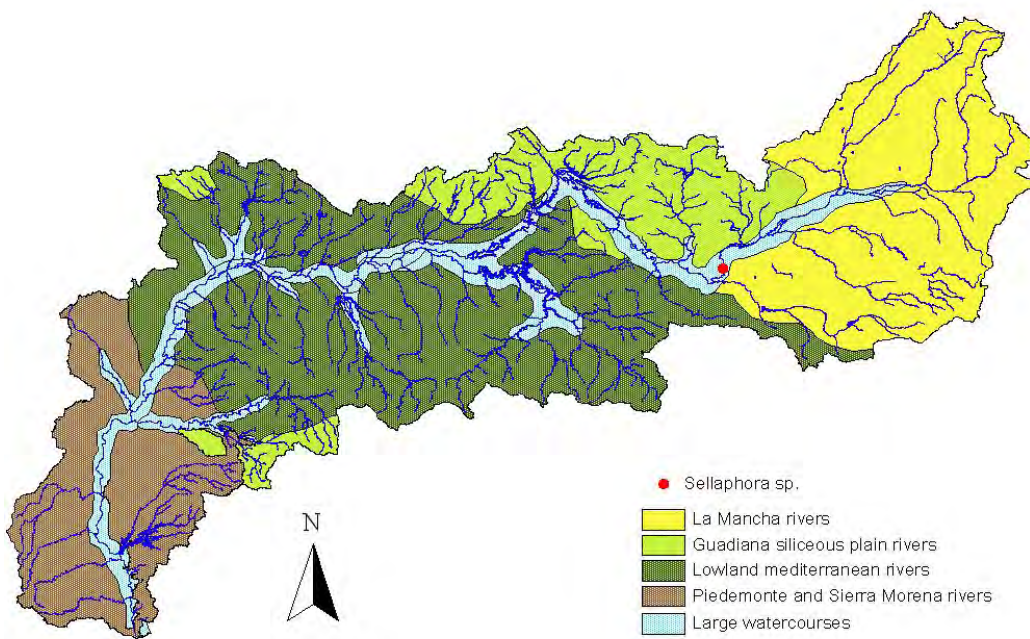 N
Sellaphora sp.
La Mancha rivers
Guadiana siliceous plain rivers
Lowland mediterranean rivers
Piedemonte and Sierra Morena rivers
Large watercourses